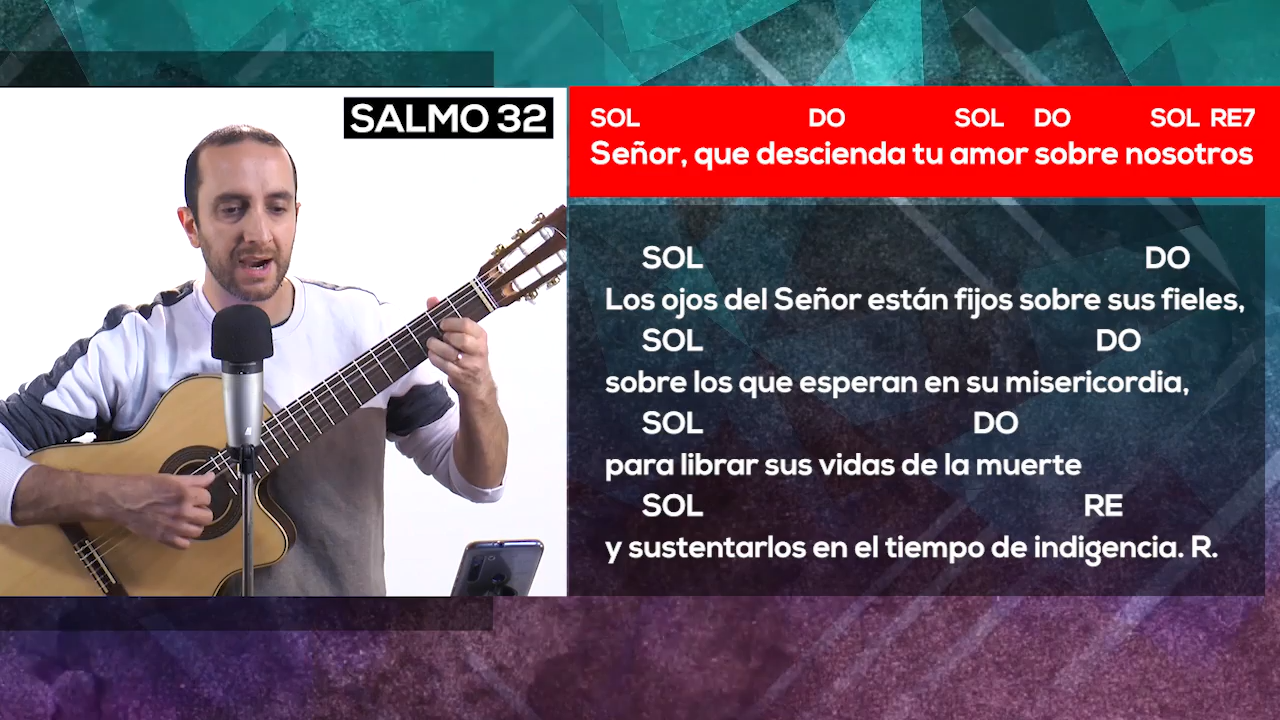 SALMO 32
SOL DO SOL DO SOL RE7
Señor, que descienda tu amor sobre nosotros
SOL DO
Los ojos del Señor están fijos sobre sus fieles,
SOL DO
sobre los que esperan en su misericordia,
SOL DO
para librar sus vidas de la muerte
SOL RE
y sustentarlos en el tiempo de indigencia. R.